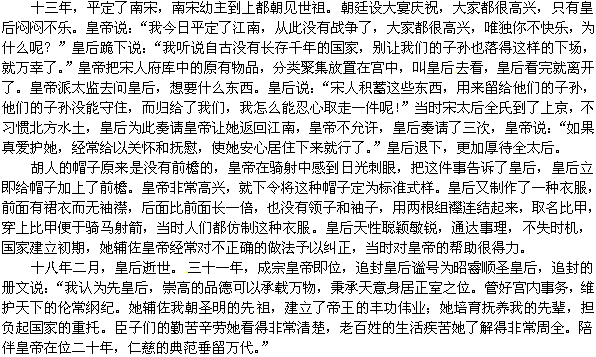 十三年，平定了南宋，南宋幼主到上都朝见世祖。朝廷设大宴庆祝，大家都很高兴，只有皇
后闷闷不乐。皇帝说：“我今日平定了江南，从此没有战争了，大家都很高兴，唯独你不快乐，为
什么呢？” 皇后跪下说：“我听说自古没有长存千年的国家，别让我们的子孙也落得这样的下场，
就万幸了。” 皇帝把宋人府库中的原有物品，分类聚集放置在宫中，叫皇后去看，皇后看完就离开
了。皇帝派太监去问皇后，想要什么东西。皇后说：“宋人积蓄这些东西，用来留给他们的子孙，
他们的子孙没能守住，而归给了我们，我怎么能忍心取走一件呢！” 当时宋太后全氏到了上京，不
习惯北方水土，皇后为此奏请皇帝让她返回江南，皇帝不允许，皇后奏请了三次，皇帝说：“如果
真爱护她，经常给以关怀和抚慰，使她安心居住下来就行了。” 皇后退下，更加厚待全太后。
胡人的帽子原来是没有前檐的，皇帝在骑射中感到日光刺眼，把这件事告诉了皇后，皇后立
即给帽子加上了前檐。皇帝非常高兴，就下令将这种帽子定为标准式样。皇后又制作了一种衣服，
前面有裙衣而无袖襟，后面比前面长一倍，也没有领子和袖子，用两根组襻连结起来，取名比甲，
穿上比甲便于骑马射箭，当时人们都仿制这种衣服。皇后天性聪颖敏锐，通达事理，不失时机，
国家建立初期，她辅佐皇帝经常对不正确的做法予以纠正，当时对皇帝的帮助很得力。
十八年二月，皇后逝世。三十一年，成宗皇帝即位，追封皇后谥号为昭睿顺圣皇后，追封的
册文说：“我认为先皇后，崇高的品德可以承载万物，秉承天意身居正室之位。管好宫内事务，维
护天下的伦常纲纪。她辅佐我朝圣明的先祖，建立了帝王的丰功伟业；她培育抚养我的先辈，担
负起国家的重托。臣子们的勤苦辛劳她看得非常清楚，老百姓的生活疾苦她了解得非常周全。陪
伴皇帝在位二十年，仁慈的典范垂留万代。”